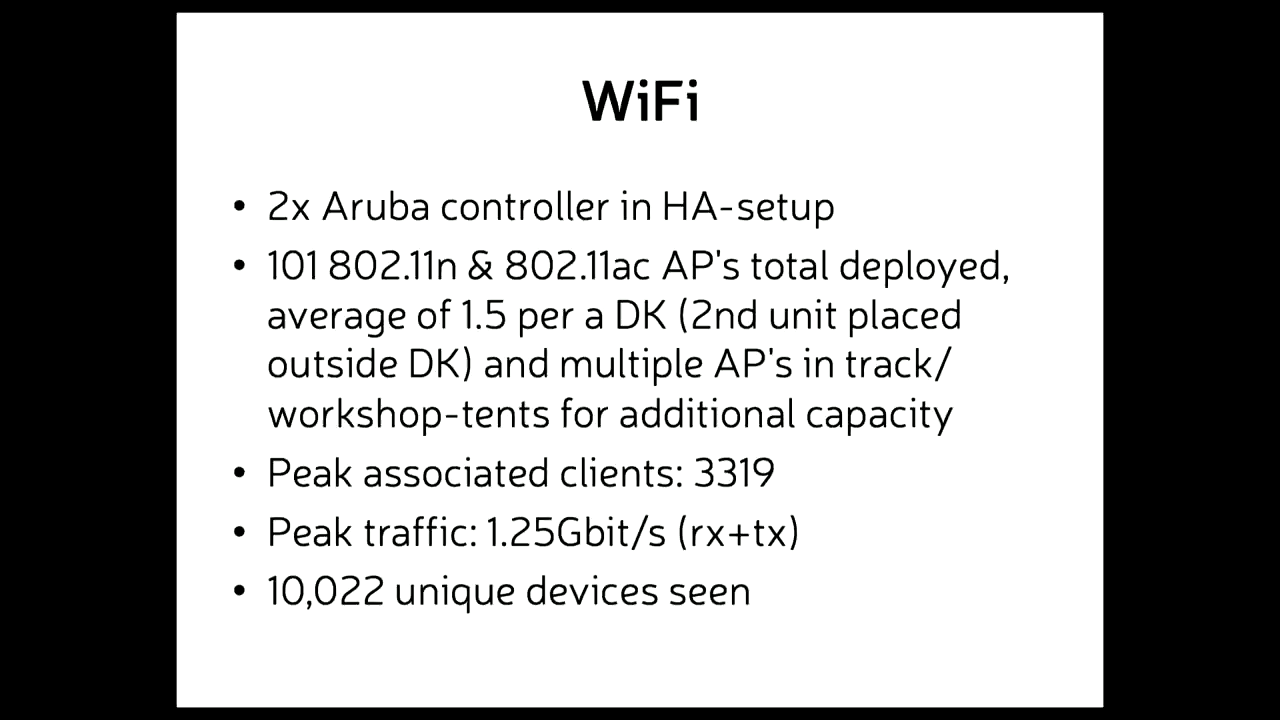 WiFi
• 2x Aruba controller in HA-setup
• 101 802.11n & 802.11ac AP's total deployed,
average of 1.5 per a DK (2nd unit placed
outside DK) and multiple AP's in track/
workshop-tents for additional capacity
• Peak associated clients: 3319
• Peak traffic: 1.25Gbit/s (rx+tx)
• 10,022 unique devices seen